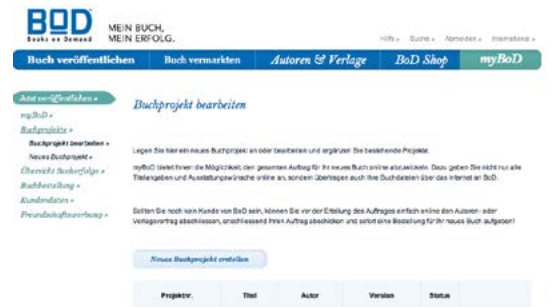 BOD
Books on Demand
MEIN BUCH,
MEIN ERFOLG.
Hilfe » Suche » Abmelden » International »
Buch veröffentlichen Buch vermarkten Autoren & Verlage BoD Shop myBoD
Jetzt veröffentlichen »
myBoD »
Buchprojekte »
Buchprojekt bearbeiten »
Neues Buchprojekt »
Übersicht Bucherfolge »
Buchbestellung »
Kundendaten »
Freundschaftswerbung »
Buchprojekt bearbeiten
Legen Sie hier ein neues Buchprojekt an oder bearbeiten und ergänzen Sie bestehende Projekte.
myBoD bietet Ihnen die Möglichkeit, den gesamten Auftrag für Ihr neues Buch online abzuwickeln. Dazu geben Sie nicht nur alle
Titelangaben und Ausstattungswünsche online an, sondern übertragen auch Ihre Buchdateien über das Internet an BoD.
Sollten Sie noch kein Kunde von BoD sein, können Sie vor der Erteilung des Auftrages einfach online den Autoren- oder
Verlagsvertrag abschliessen, anschliessend Ihren Auftrag abschicken und sofort eine Bestellung für Ihr neues Buch aufgeben!
Neues Buchprojekt erstellen
Projektnr. Titel Autor Version Status